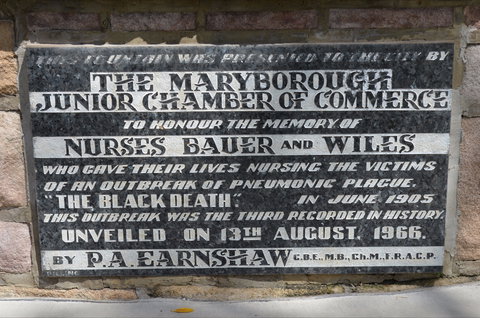 THIS FOUNTAIN WAS PRESENTED TO THE CITY BY
THE MARYBOROUGH
JUNIOR CHAMBER OF COMMERCE
TO HONOUR THE MEMORY OF
NURSES BAUER AND WILES
WHO GAVE THEIR LIVES NURSING THE VICTIMS
OF AN OUTBREAK OF PNEUMONIC PLAGUE,
"THE BLACK DEATH", IN JUNE 1905
THIS OUTBREAK WAS THE THIRD RECORDED IN HISTORY.
UNVEILED ON 13TH AUGUST, 1966.
BY P.A. EARNSHAW C.B.E., M.B., Ch.M., F.R.A.C.P.